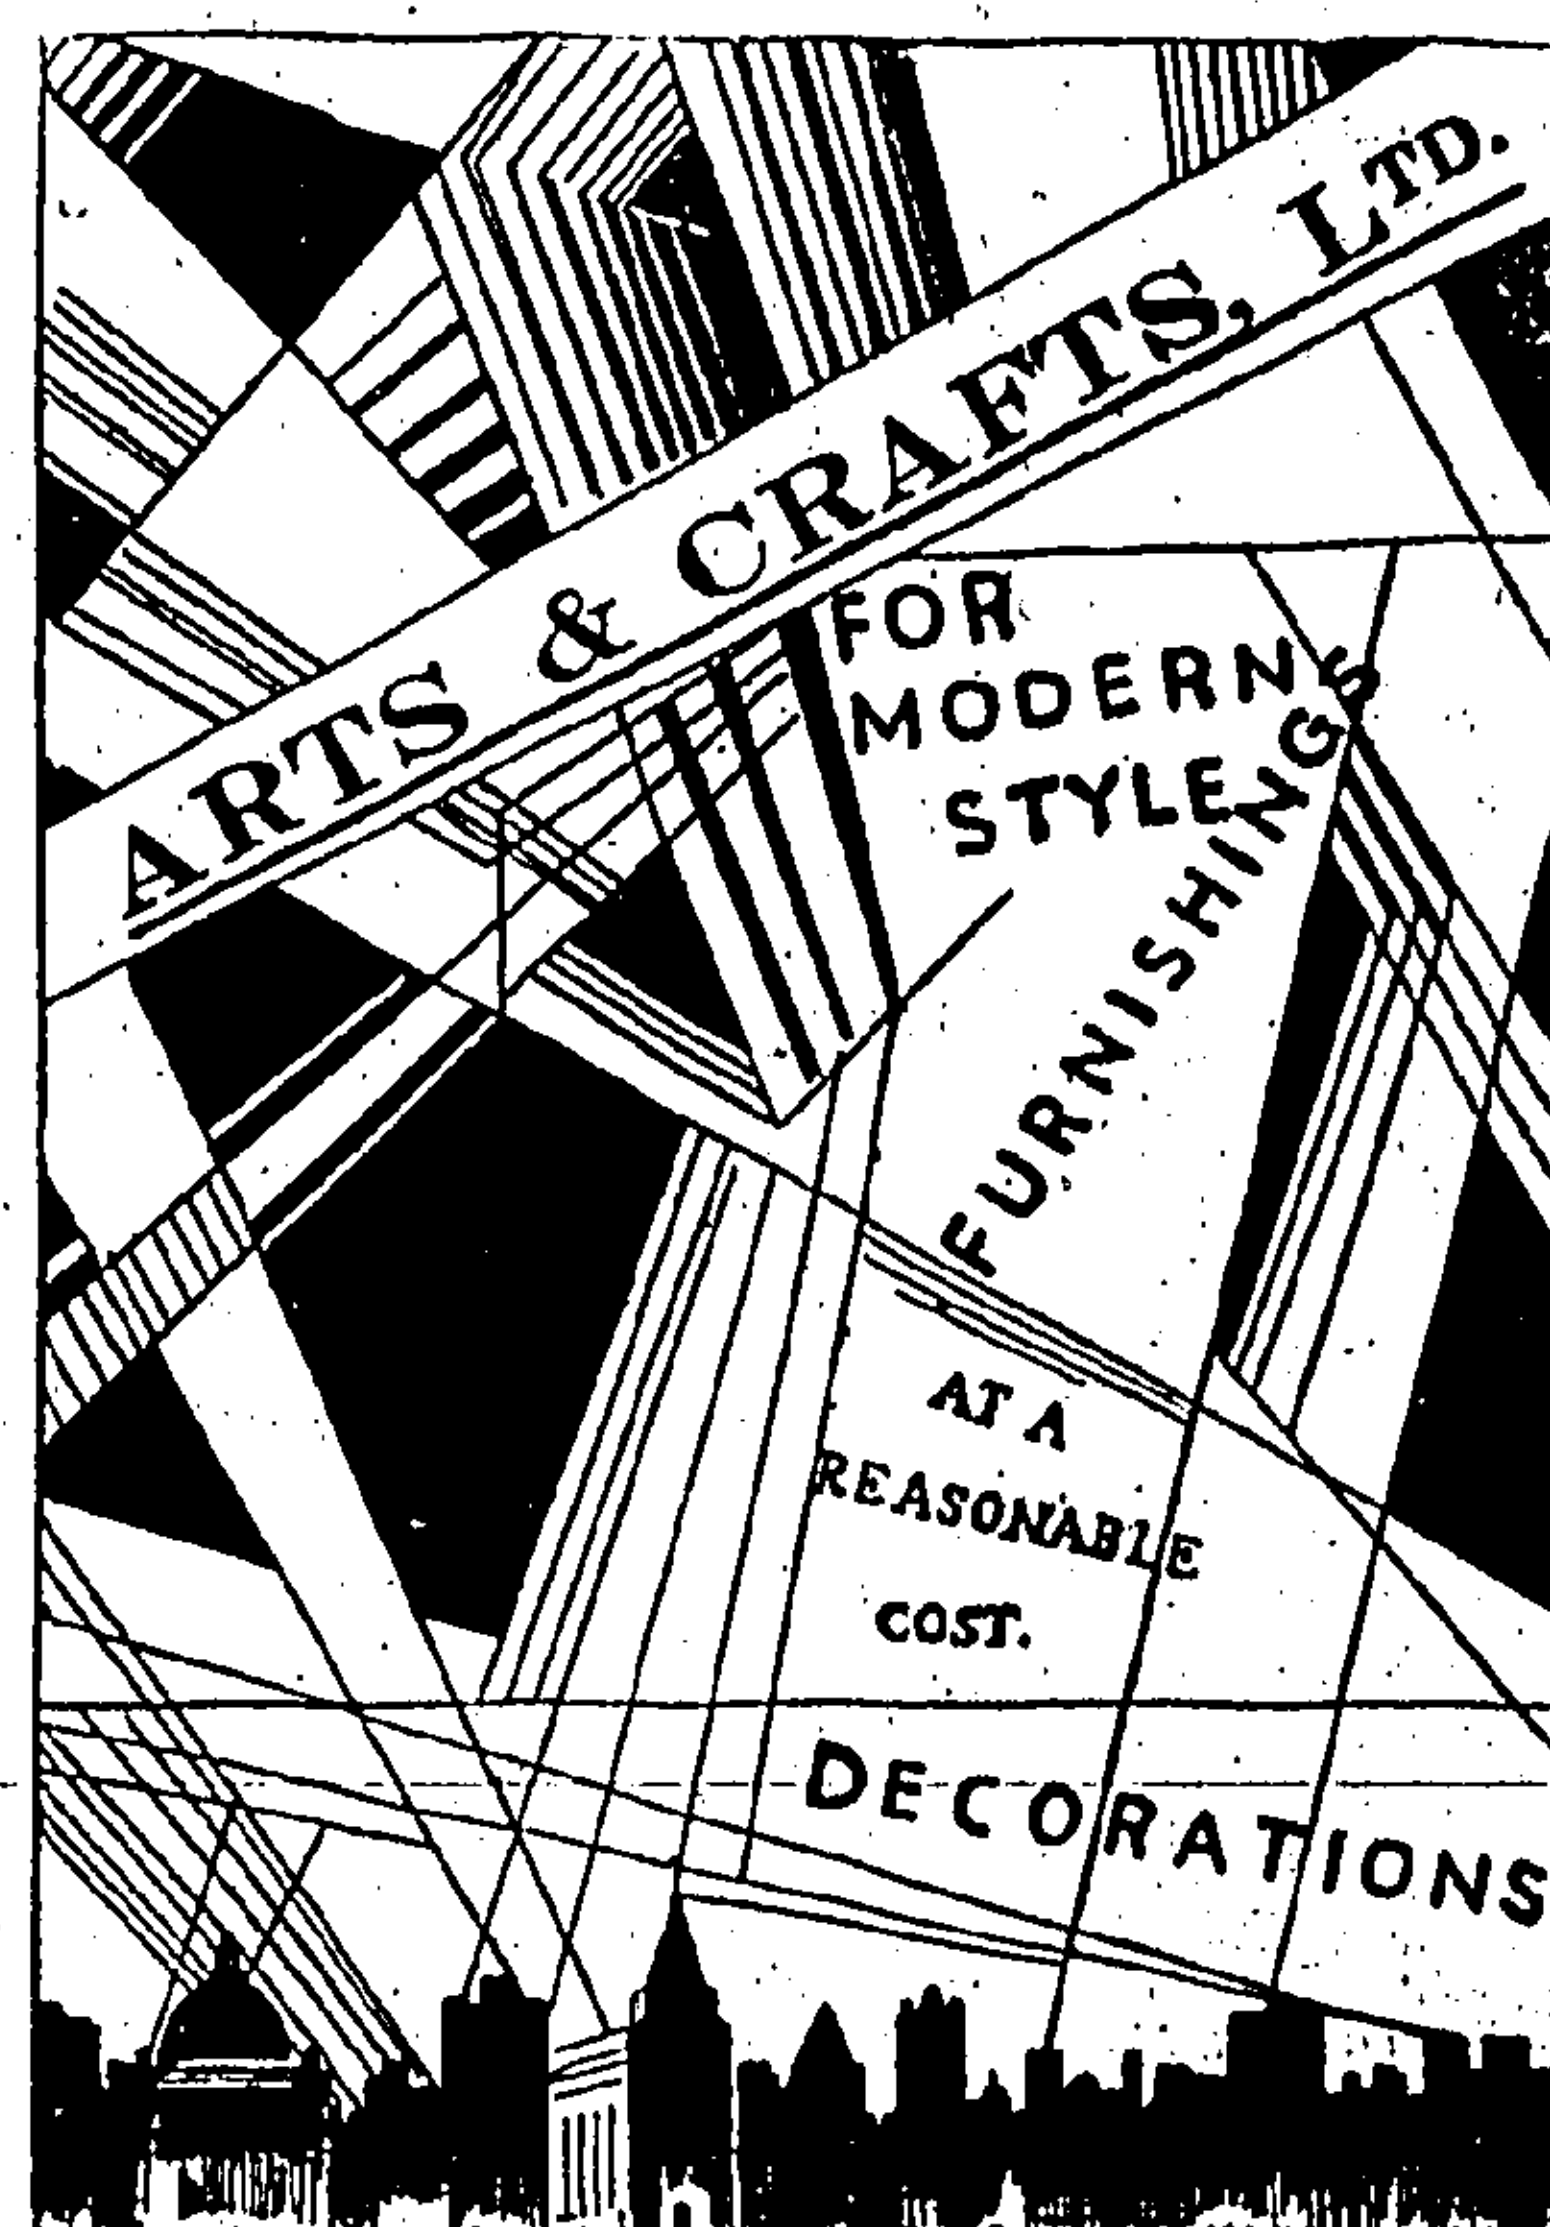 ARTS & CRAFTS, LTD.
FOR
MODERN
STYLE
FURNISHINGS
AT A
REASONABLE
COST.
DECORATIONS